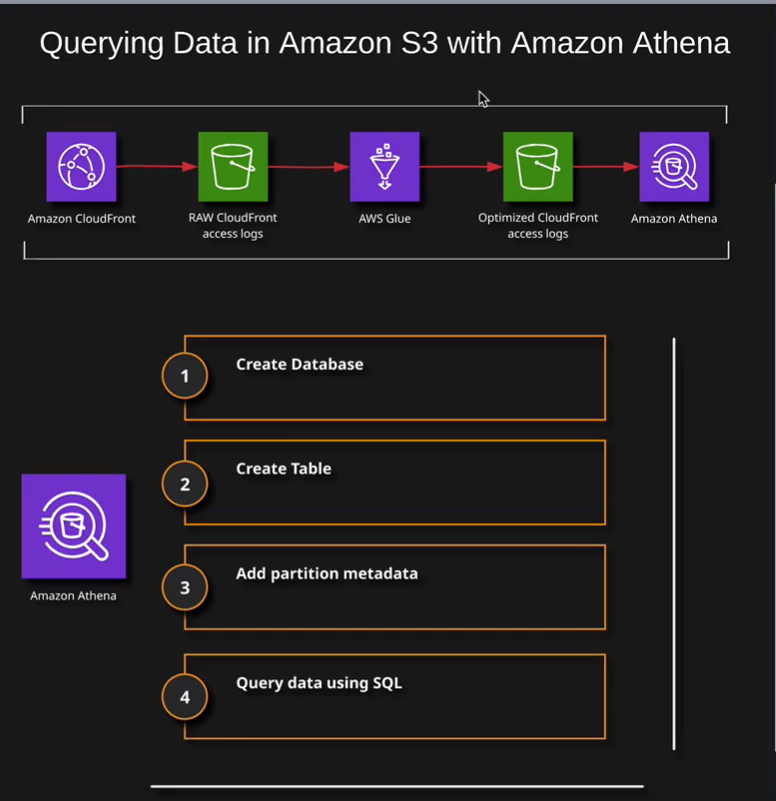 Querying Data in Amazon S3 with Amazon Athena
Amazon CloudFront
RAW CloudFront
access logs
AWS Glue
Optimized CloudFront
access logs
Amazon Athena
1
Create Database
2
Create Table
3
Add partition metadata
4
Query data using SQL
Amazon Athena